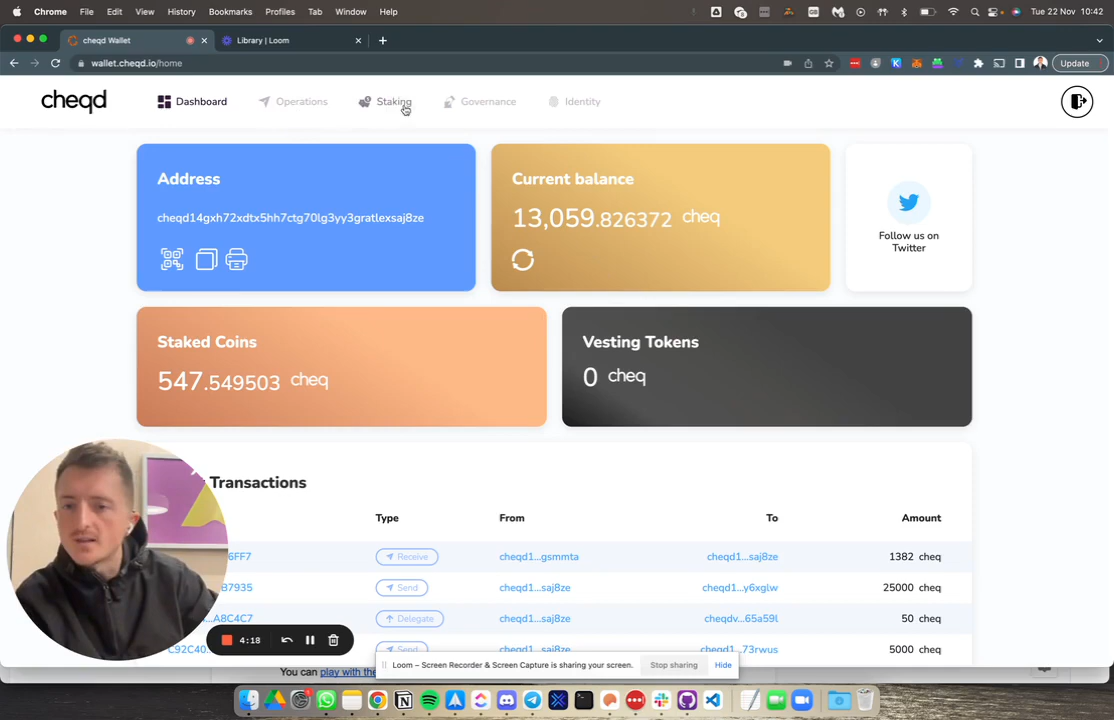 Chrome File Edit View History Bookmarks Profiles Tab Window Help Tue 22 Nov 10:42
cheqd Wallet Library | Loom
wallet.cheqd.io/home Update
cheqd Dashboard Operations Staking Governance Identity
Address
cheqd14gxh72xdtx5hh7ctg70lg3yy3gratlexsaj8ze
Current balance
13,059.826372 cheq
Follow us on
Twitter
Staked Coins
547.549503 cheq
Vesting Tokens
0 cheq
Transactions
Type From To Amount
6FF7 Receive cheqd1...gsmmta cheqd1...saj8ze 1382 cheq
B7935 Send cheqd1...saj8ze cheqd1...y6xglw 25000 cheq
A8C4C7 Delegate cheqd1...saj8ze cheqdv...65a59l 50 cheq
C92C40 Send cheqd1...saj8ze cheqd1...73rwus 5000 cheq
4:18
Loom – Screen Recorder & Screen Capture is sharing your screen. Stop sharing Hide
You can play with the